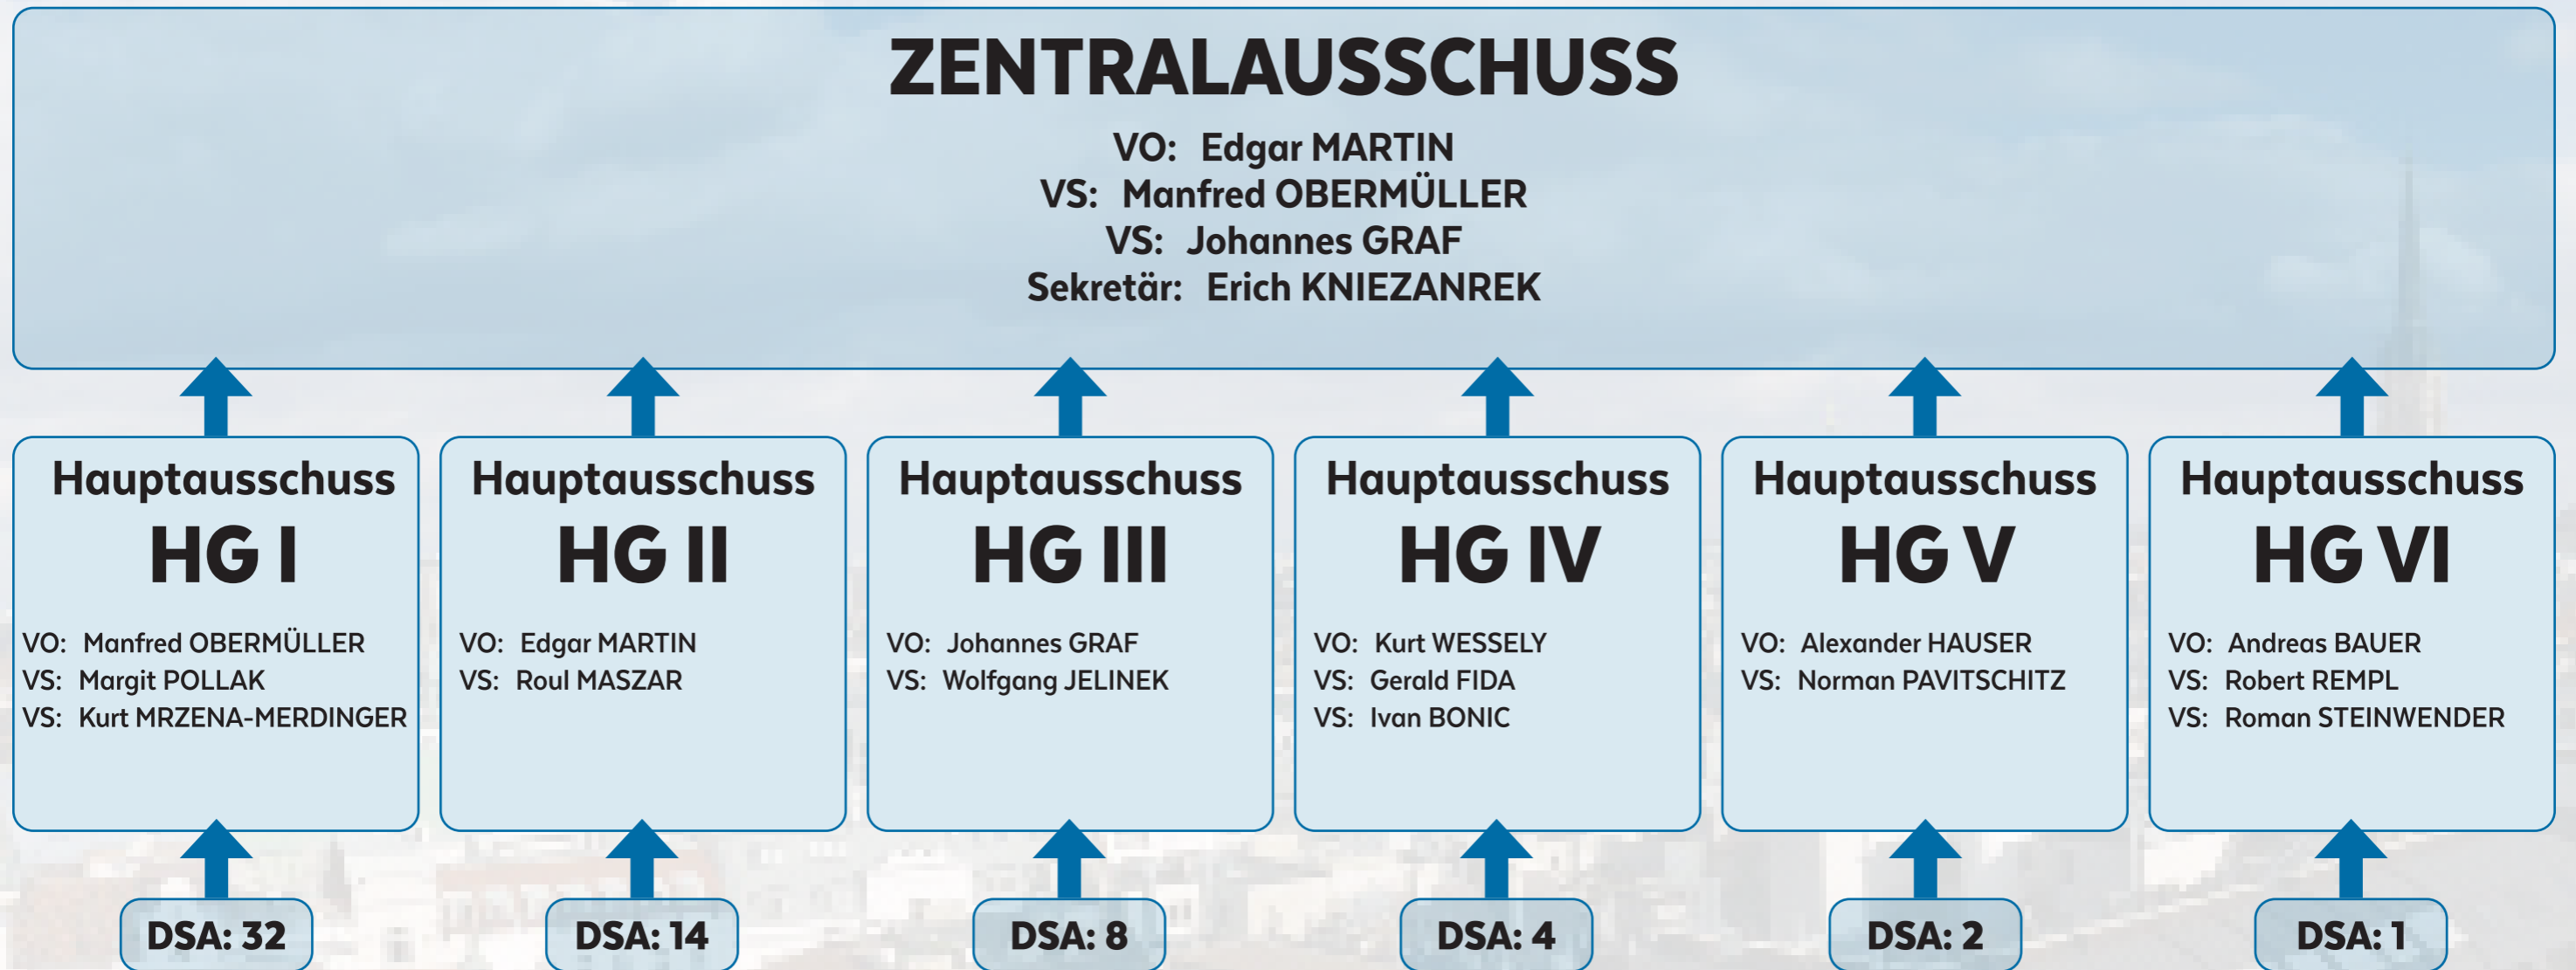 ZENTRALAUSSCHUSS
VO: Edgar MARTIN
VS: Manfred OBERMÜLLER
VS: Johannes GRAF
Sekretär: Erich KNIEZANREK
Hauptausschuss
HG I
VO: Manfred OBERMÜLLER
VS: Margit POLLAK
VS: Kurt MRZENA-MERDINGER
DSA: 32
Hauptausschuss
HG II
VO: Edgar MARTIN
VS: Roul MASZAR
DSA: 14
Hauptausschuss
HG III
VO: Johannes GRAF
VS: Wolfgang JELINEK
DSA: 8
Hauptausschuss
HG IV
VO: Kurt WESSELY
VS: Gerald FIDA
VS: Ivan BONIC
DSA: 4
Hauptausschuss
HG V
VO: Alexander HAUSER
VS: Norman PAVITSCHITZ
DSA: 2
Hauptausschuss
HG VI
VO: Andreas BAUER
VS: Robert REMPL
VS: Roman STEINWENDER
DSA: 1